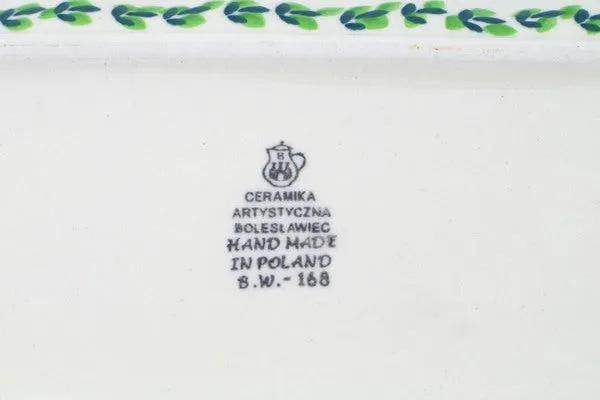 B
CERAMIKA
ARTYSTYCZNA
BOLESŁAWIEC
HAND MADE
IN POLAND
B.W.-168